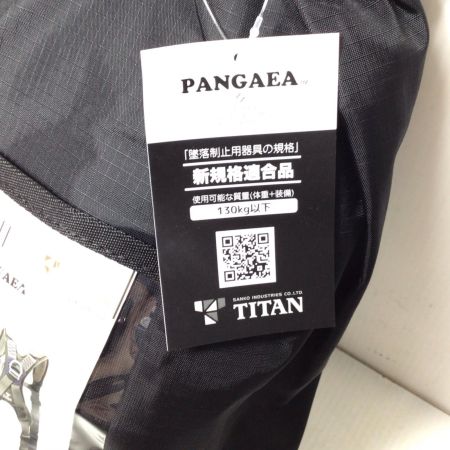 PANGAEA
「墜落制止用器具の規格」
新規格適合品
使用可能な質量(体重+装備)
130kg以下
SANKO INDUSTRIES CO.,LTD.
TITAN
GAEA